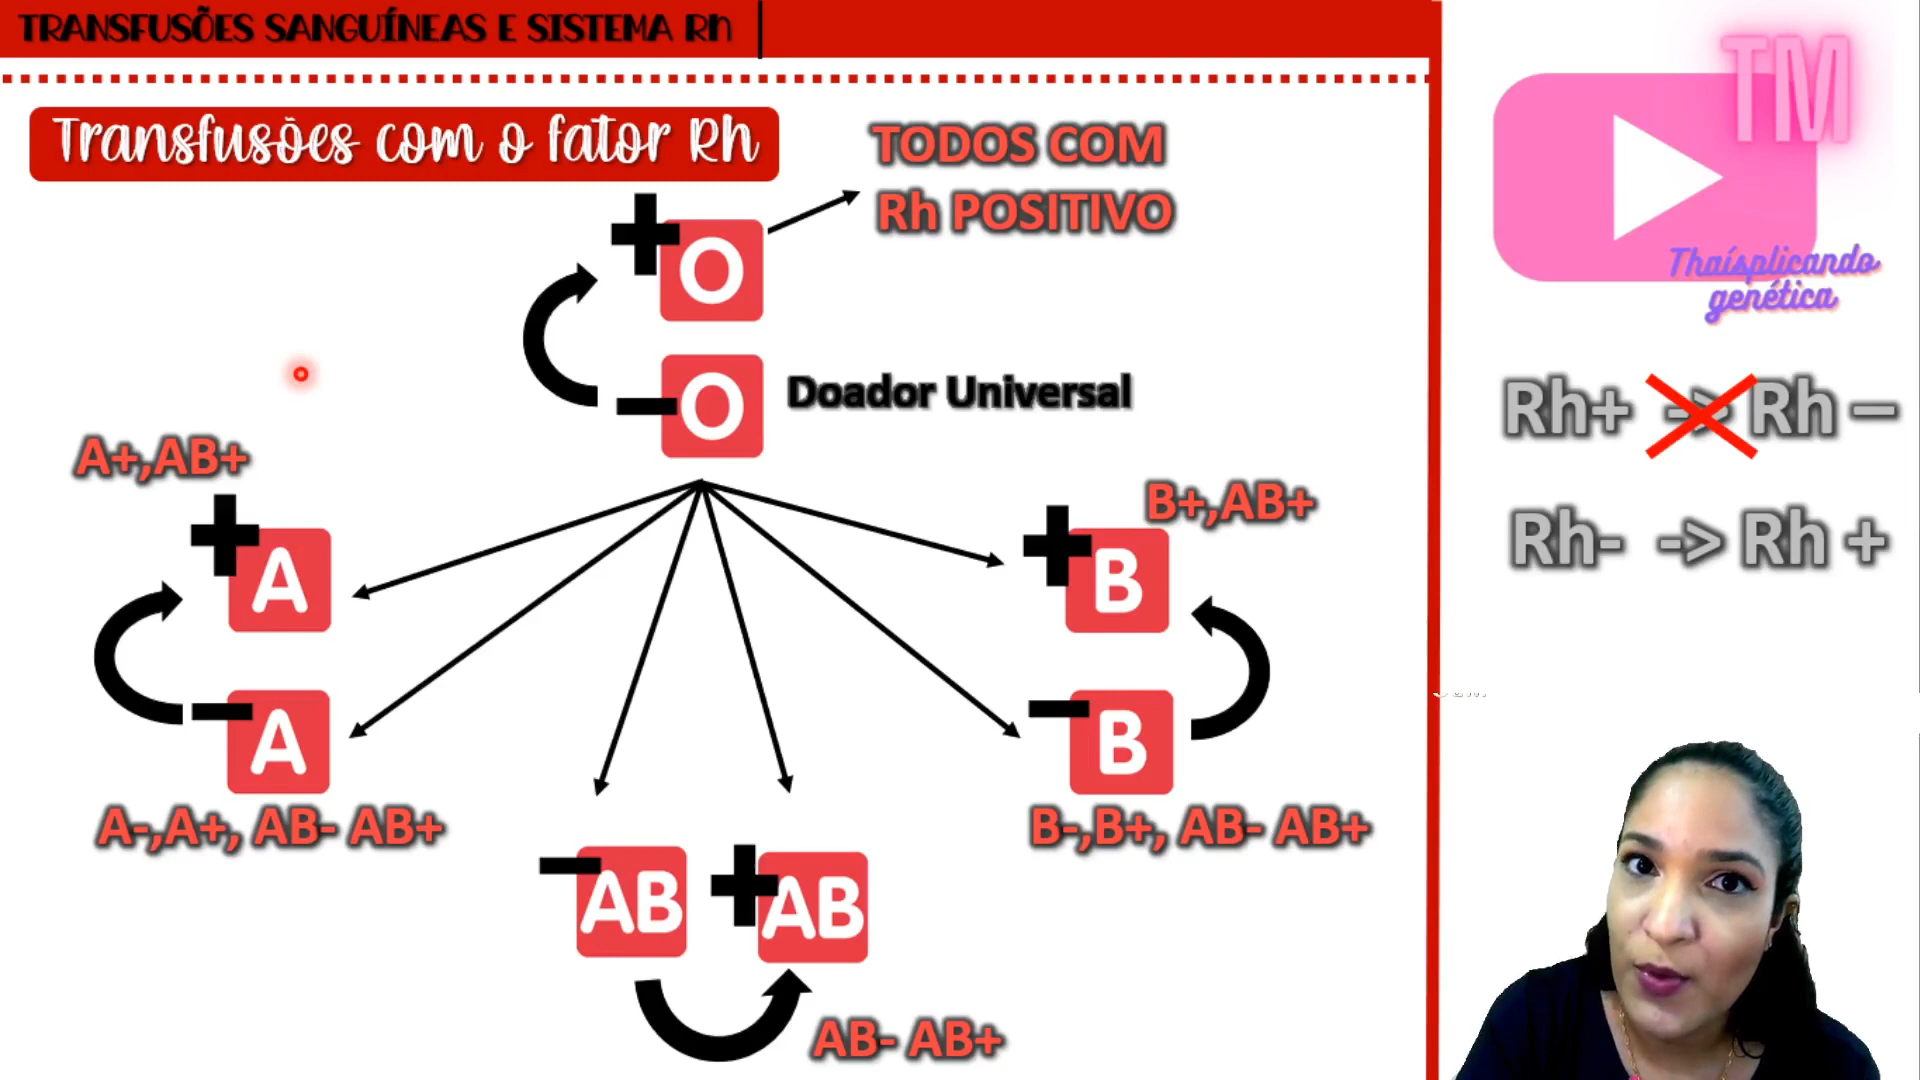 TRANSFUSÕES SANGUÍNEAS E SISTEMA Rh
Transfusões com o fator Rh
TODOS COM
Rh POSITIVO
+ O
- O
Doador Universal
A+,AB+
+ A
- A
A-,A+, AB- AB+
B+,AB+
+ B
- B
B-,B+, AB- AB+
- AB
+ AB
AB- AB+
TM
Thaísplicando
genética
Rh+ -> Rh –
Rh- -> Rh +